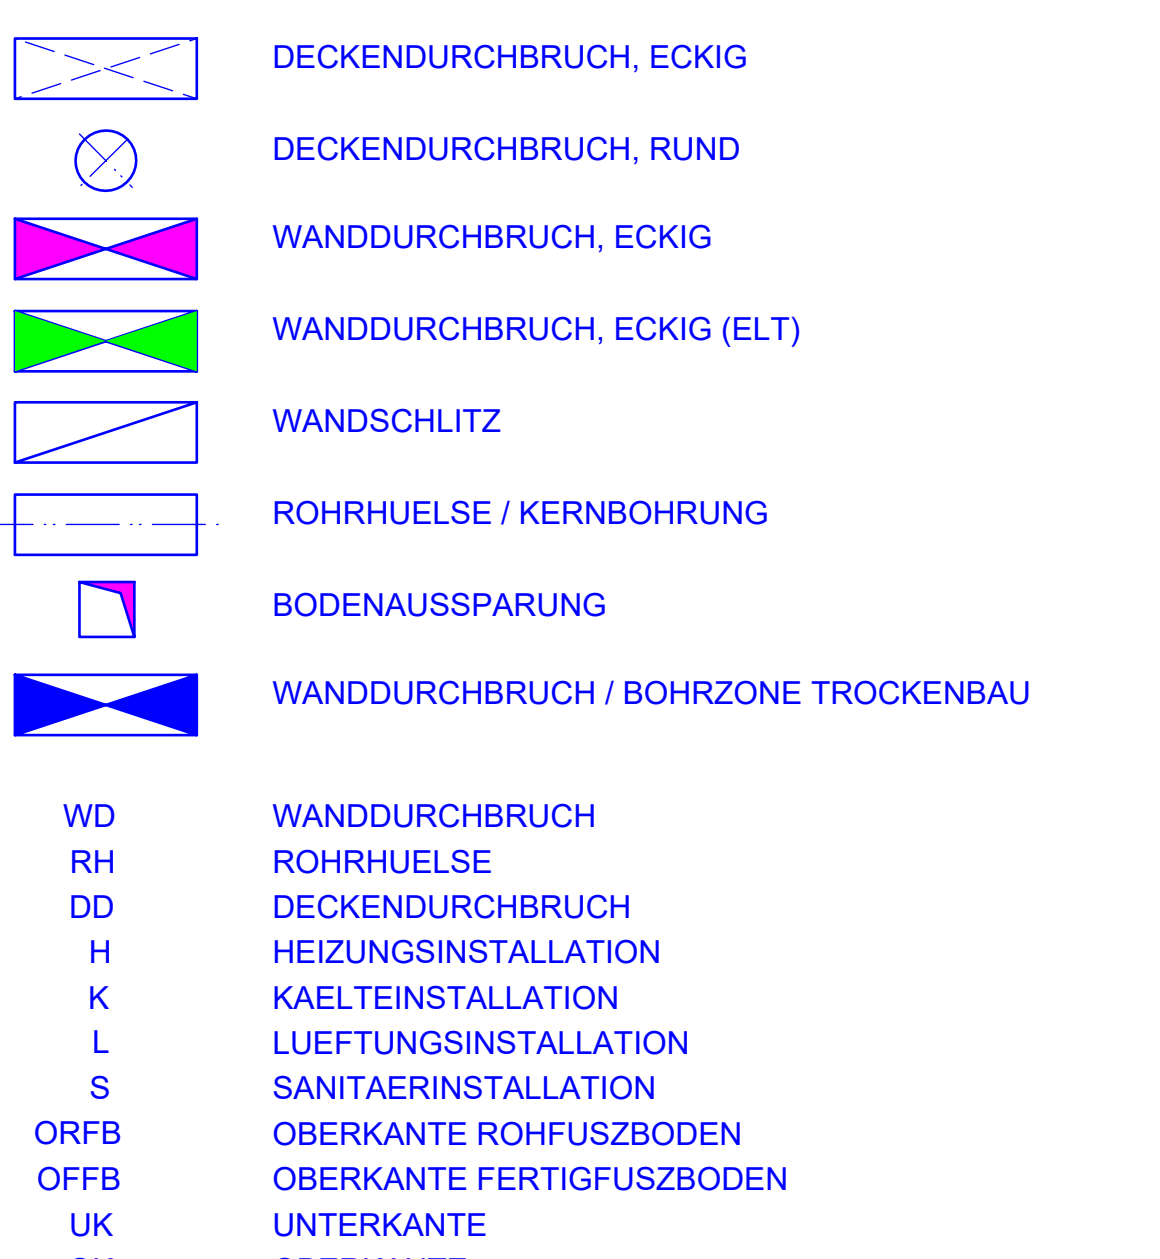 DECKENDURCHBRUCH, ECKIG
DECKENDURCHBRUCH, RUND
WANDDURCHBRUCH, ECKIG
WANDDURCHBRUCH, ECKIG (ELT)
WANDSCHLITZ
ROHRHUELSE / KERNBOHRUNG
BODENAUSSPARUNG
WANDDURCHBRUCH / BOHRZONE TROCKENBAU
WD WANDDURCHBRUCH
RH ROHRHUELSE
DD DECKENDURCHBRUCH
H HEIZUNGSINSTALLATION
K KAELTEINSTALLATION
L LUEFTUNGSINSTALLATION
S SANITAERINSTALLATION
ORFB OBERKANTE ROHFUSZBODEN
OFFB OBERKANTE FERTIGFUSZBODEN
UK UNTERKANTE